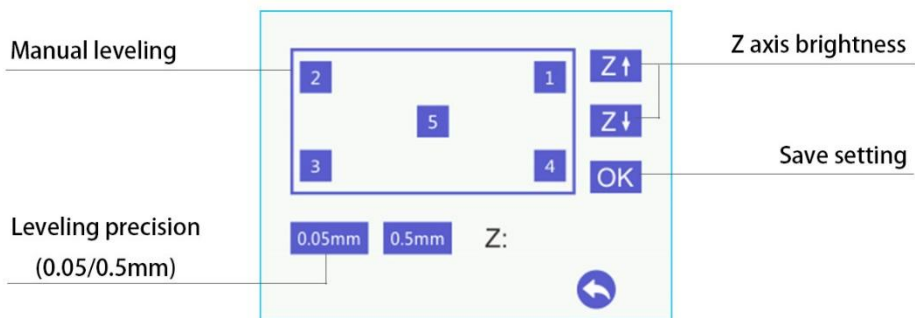 Manual leveling
Z axis brightness
2
1
Z↑
5
Z↓
3
4
OK
Save setting
Leveling precision
(0.05/0.5mm)
0.05mm
0.5mm
Z: